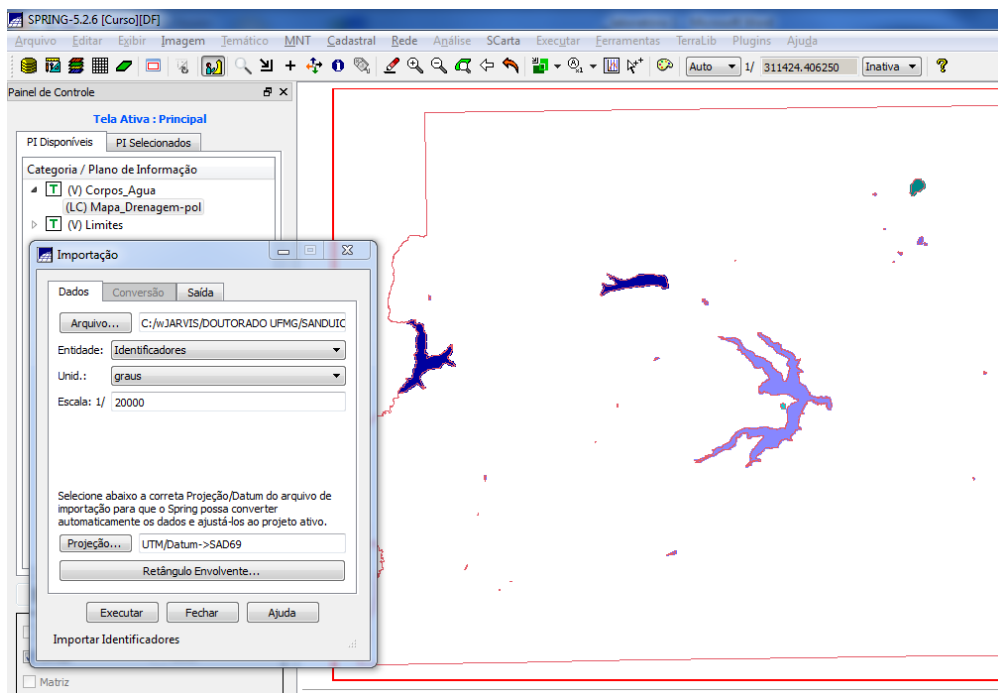 SPRING-5.2.6 [Curso][DF]
Arquivo Editar Exibir Imagem Temático MNT Cadastral Rede Análise SCarta Executar Ferramentas TerraLib Plugins Ajuda
Auto 1/ 311424.406250 Inativa
Painel de Controle
Tela Ativa : Principal
PI Disponíveis PI Selecionados
Categoria / Plano de Informação
T (V) Corpos_Agua
(LC) Mapa_Drenagem-pol
T (V) Limites
Importação
Dados Conversão Saída
Arquivo... C:/wJARVIS/DOUTORADO UFMG/SANDUIC
Entidade: Identificadores
Unid.: graus
Escala: 1/ 20000
Selecione abaixo a correta Projeção/Datum do arquivo de
importação para que o Spring possa converter
automaticamente os dados e ajustá-los ao projeto ativo.
Projeção... UTM/Datum->SAD69
Retângulo Envolvente...
Executar Fechar Ajuda
Importar Identificadores
Matriz